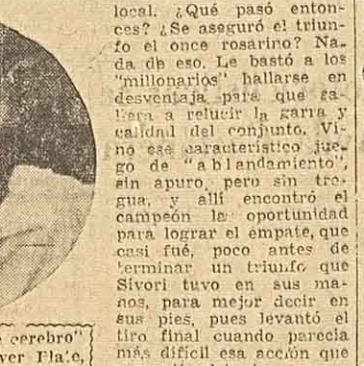 local. ¿Qué pasó enton-
ces? ¿Se aseguró el triun-
fo el once rosarino? Na-
da de eso. Le bastó a los
"millonarios" hallarse en
desventaja para que sa-
liera a relucir la garra y
calidad del conjunto. Vi-
no ese característico jue-
go de "ablandamiento",
sin apuro, pero sin tre-
gua, y allí encontró el
campeón la oportunidad
para lograr el empate, que
casi fué, poco antes de
terminar un triunfo que
Sívori tuvo en sus ma-
nos, para mejor decir en
sus pies, pues levantó el
tiro final cuando parecía
más difícil esa acción que
cerebro"
ver Plate,